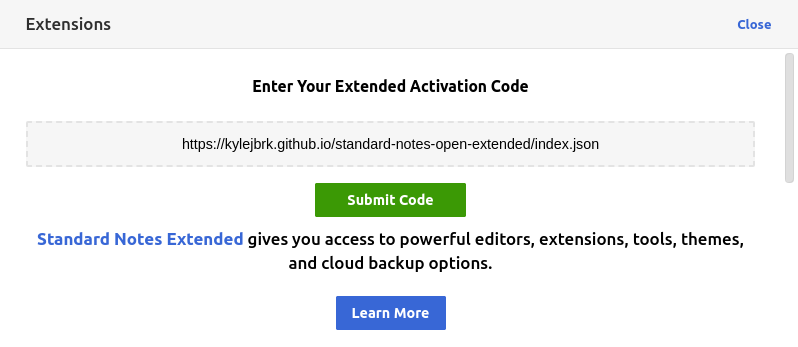 Extensions
Close
Enter Your Extended Activation Code
https://kylejbrk.github.io/standard-notes-open-extended/index.json
Submit Code
Standard Notes Extended gives you access to powerful editors, extensions, tools, themes,
and cloud backup options.
Learn More